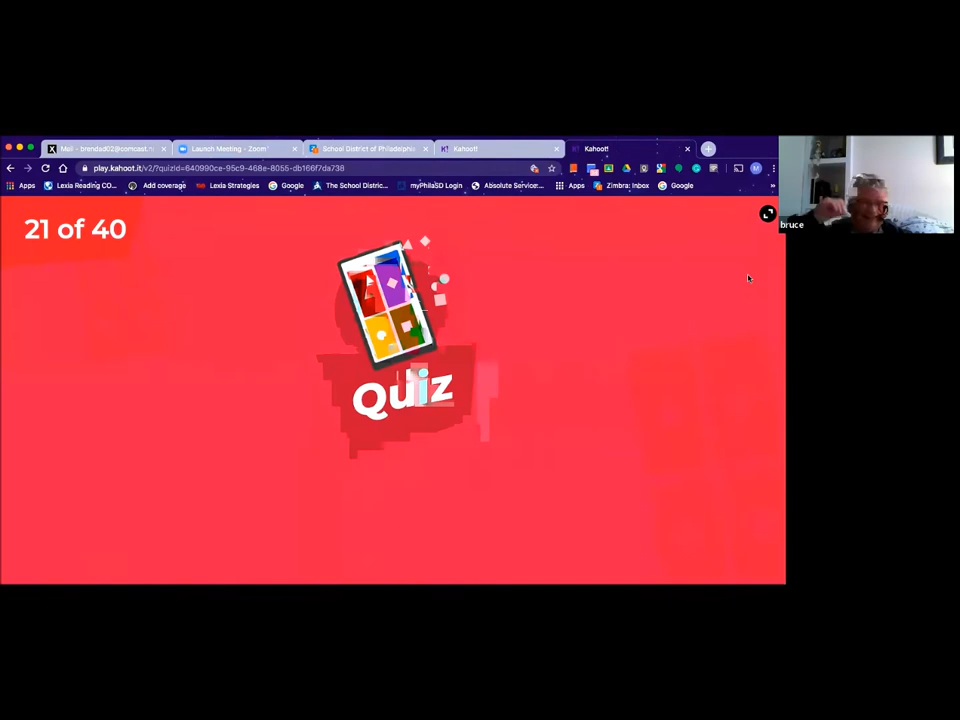 Mail - brendad02@comcast.n
Launch Meeting - Zoom
School District of Philadelphia
Kahoot!
Kahoot!
play.kahoot.it/v2/?quizId=640990ce-95c9-468e-8055-db166f7da738
M
Apps
Lexia Reading CO...
Add coverage
Lexia Strategies
Google
The School Distric...
myPhilaSD Login
Absolute Service:...
Apps
Zimbra: Inbox
Google
»
bruce
21 of 40
Quiz